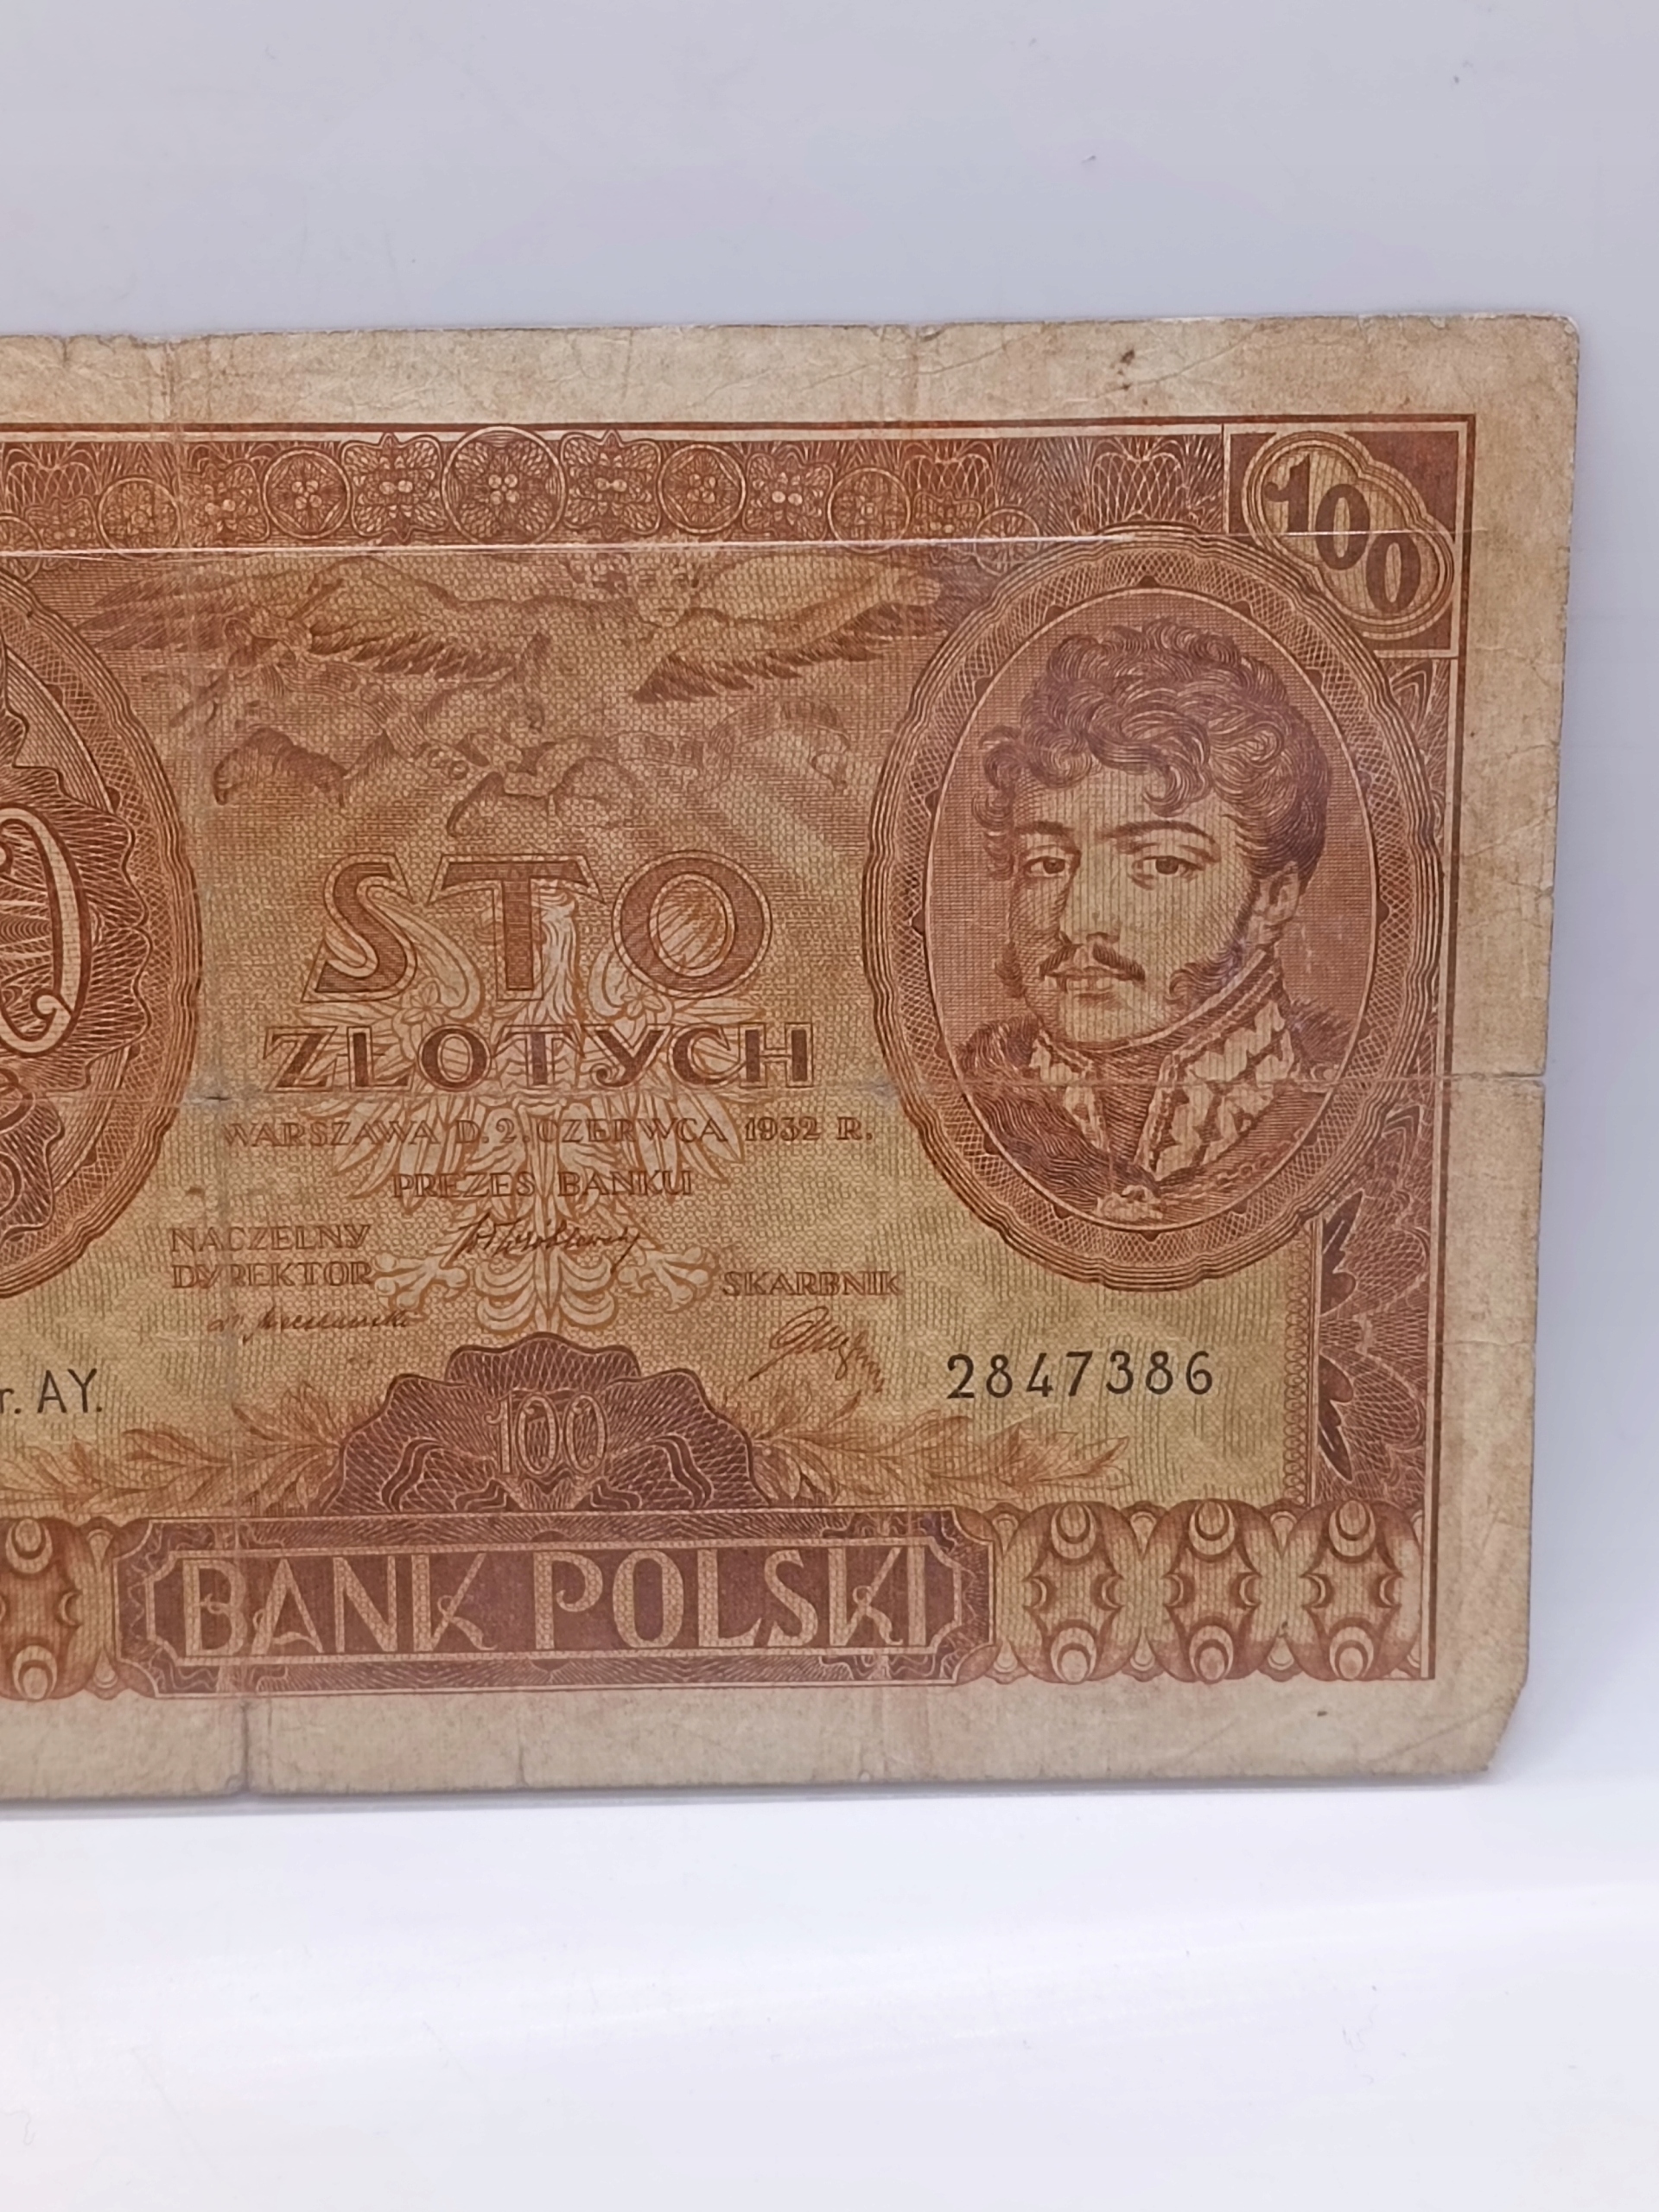 100
STO
ZŁOTYCH
WARSZAWA D. 2. CZERWCA 1932 R.
PREZES BANKU
NACZELNY
DYREKTOR
SKARBNIK
r. AY.
2847386
100
BANK POLSKI